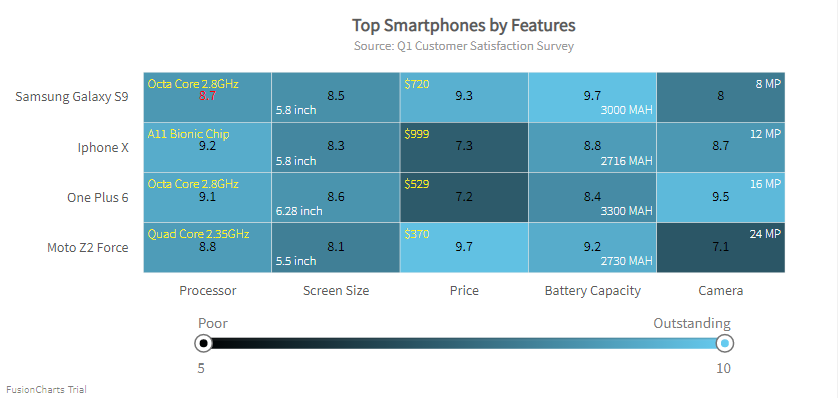 Top Smartphones by Features
Source: Q1 Customer Satisfaction Survey
Samsung Galaxy S9
Octa Core 2.8GHz
8.7
8.5
5.8 inch
$720
9.3
9.7
3000 MAH
8 MP
8
Iphone X
A11 Bionic Chip
9.2
8.3
5.8 inch
$999
7.3
8.8
2716 MAH
12 MP
8.7
One Plus 6
Octa Core 2.8GHz
9.1
8.6
6.28 inch
$529
7.2
8.4
3300 MAH
16 MP
9.5
Moto Z2 Force
Quad Core 2.35GHz
8.8
8.1
5.5 inch
$370
9.7
9.2
2730 MAH
24 MP
7.1
Processor Screen Size Price Battery Capacity Camera
Poor Outstanding
5 10
FusionCharts Trial